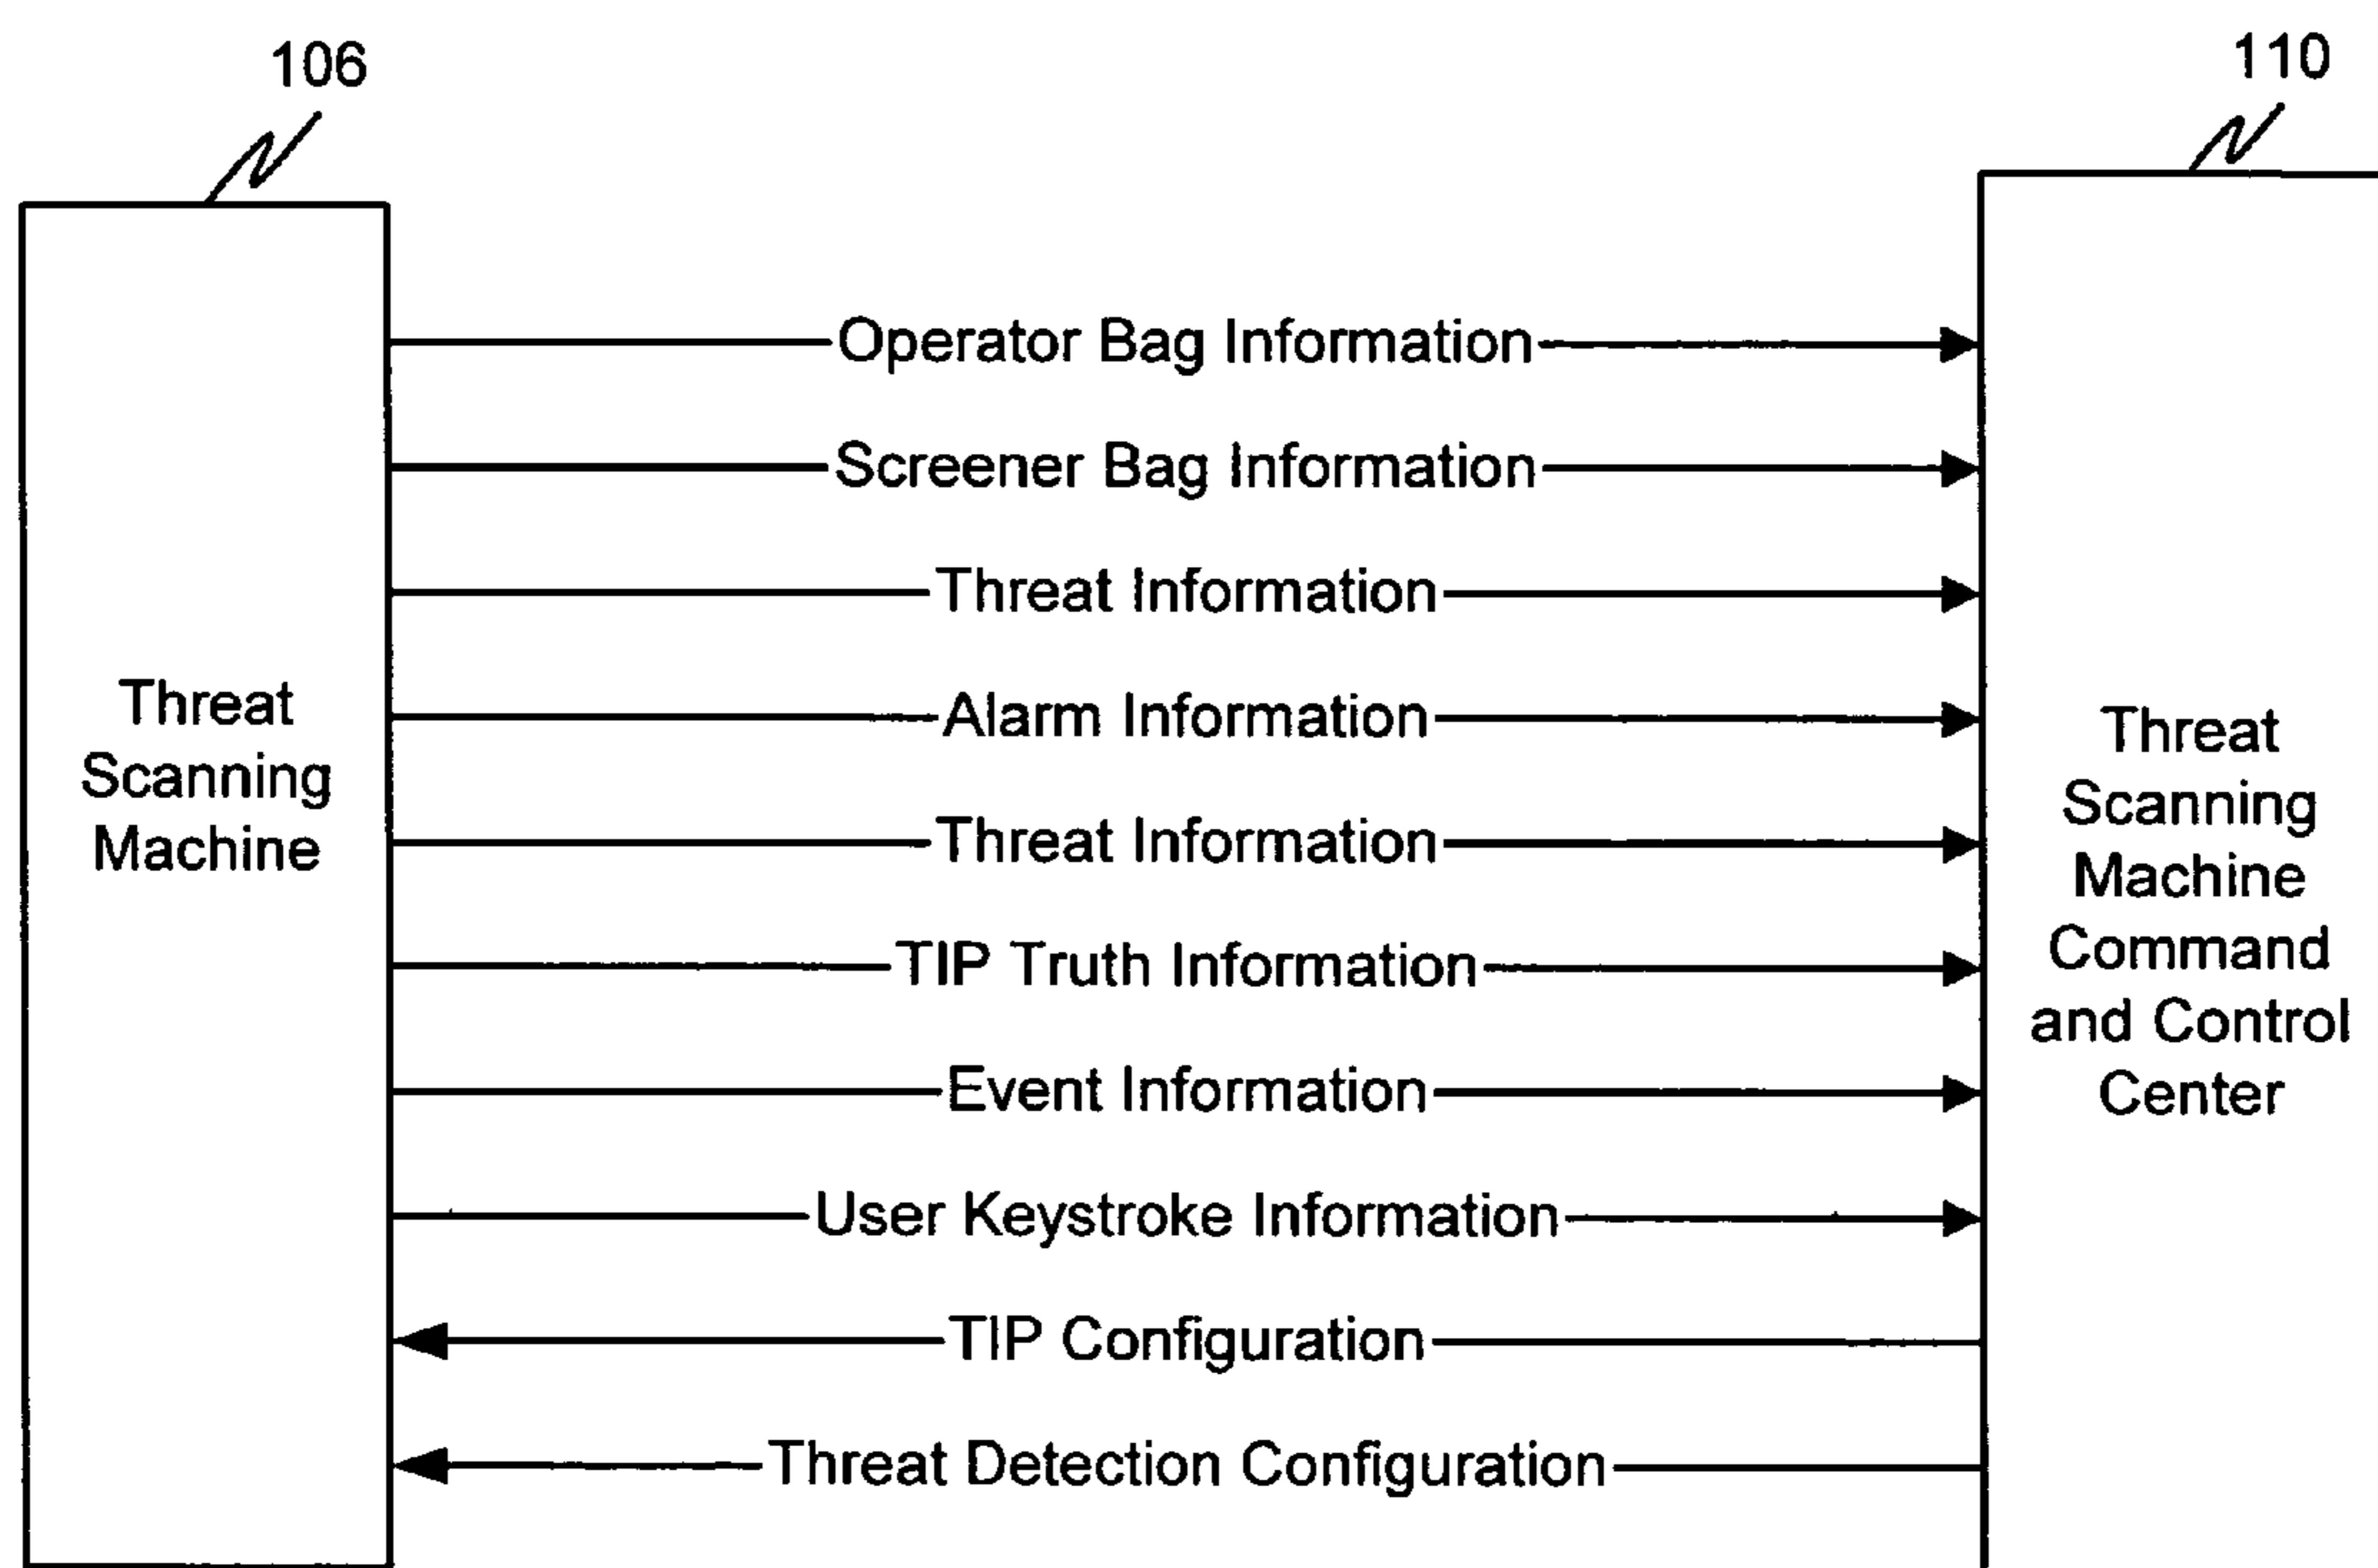 106
110
Threat
Scanning
Machine
Operator Bag Information
Screener Bag Information
Threat Information
Alarm Information
Threat Information
TIP Truth Information
Event Information
User Keystroke Information
TIP Configuration
Threat Detection Configuration
Threat
Scanning
Machine
Command
and Control
Center